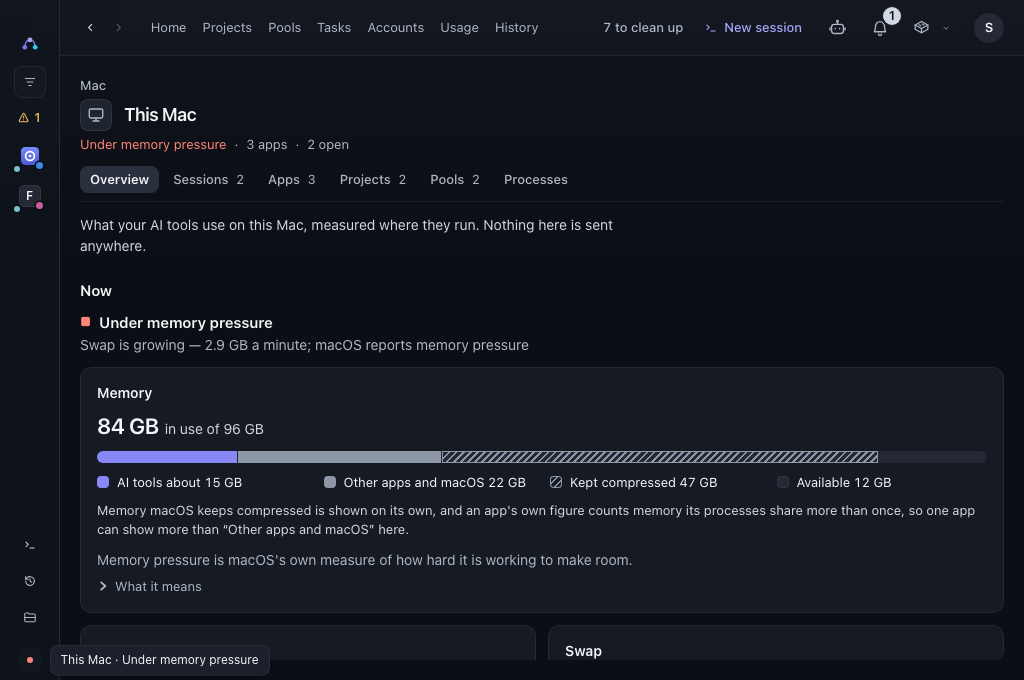 Home Projects Pools Tasks Accounts Usage History 7 to clean up New session 1 S
1
F
Mac
This Mac
Under memory pressure · 3 apps · 2 open
Overview Sessions 2 Apps 3 Projects 2 Pools 2 Processes
What your AI tools use on this Mac, measured where they run. Nothing here is sent
anywhere.
Now
Under memory pressure
Swap is growing — 2.9 GB a minute; macOS reports memory pressure
Memory
84 GB in use of 96 GB
AI tools about 15 GB Other apps and macOS 22 GB Kept compressed 47 GB Available 12 GB
Memory macOS keeps compressed is shown on its own, and an app's own figure counts memory its processes share more than once, so one app
can show more than “Other apps and macOS” here.
Memory pressure is macOS's own measure of how hard it is working to make room.
What it means
Swap
This Mac · Under memory pressure